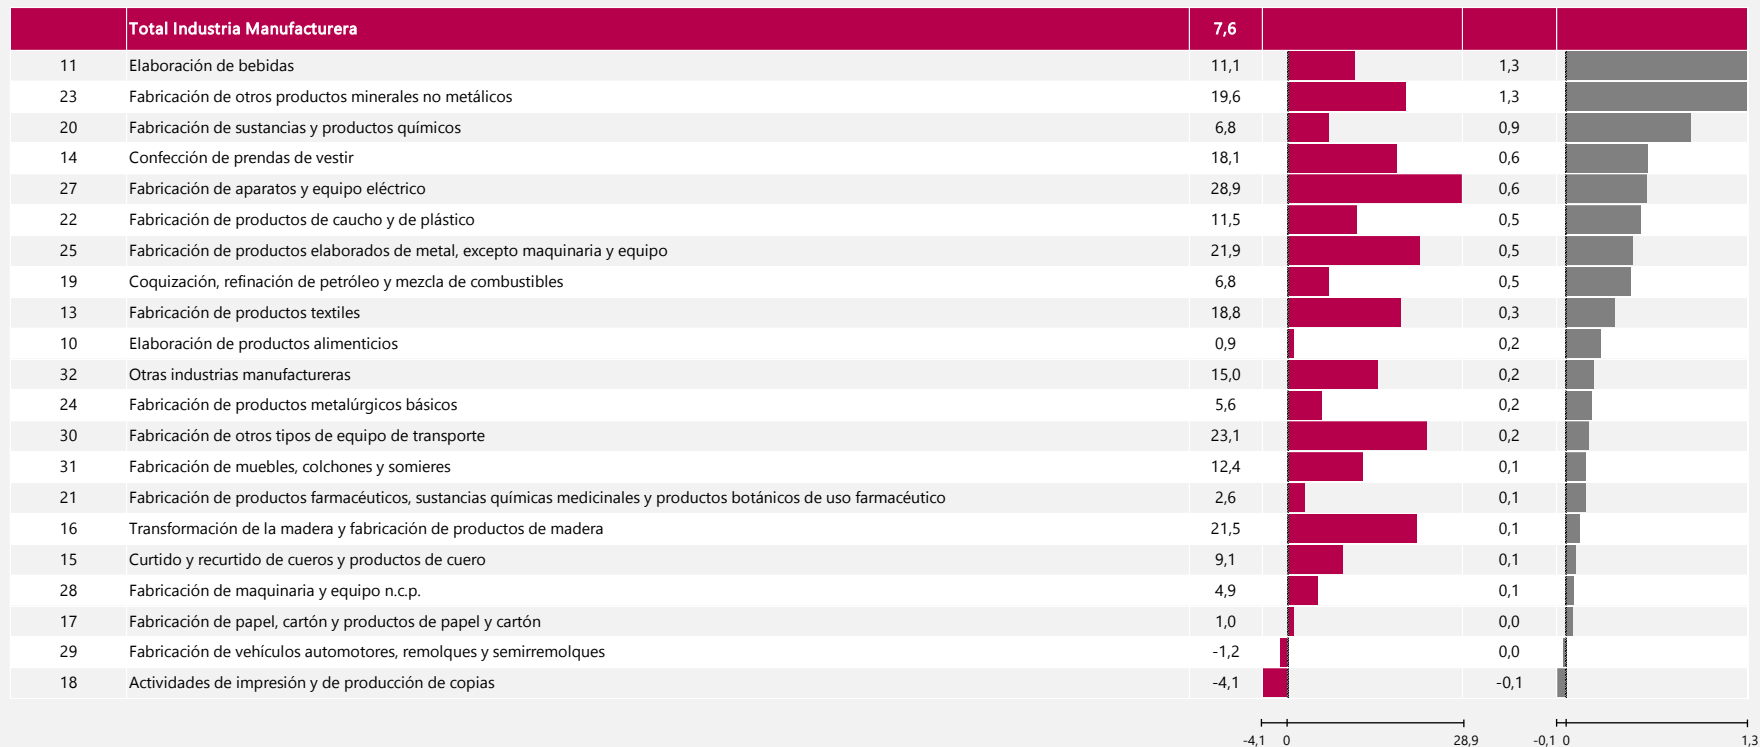 Total Industria Manufacturera 7,6
11 Elaboración de bebidas 11,1 1,3
23 Fabricación de otros productos minerales no metálicos 19,6 1,3
20 Fabricación de sustancias y productos químicos 6,8 0,9
14 Confección de prendas de vestir 18,1 0,6
27 Fabricación de aparatos y equipo eléctrico 28,9 0,6
22 Fabricación de productos de caucho y de plástico 11,5 0,5
25 Fabricación de productos elaborados de metal, excepto maquinaria y equipo 21,9 0,5
19 Coquización, refinación de petróleo y mezcla de combustibles 6,8 0,5
13 Fabricación de productos textiles 18,8 0,3
10 Elaboración de productos alimenticios 0,9 0,2
32 Otras industrias manufactureras 15,0 0,2
24 Fabricación de productos metalúrgicos básicos 5,6 0,2
30 Fabricación de otros tipos de equipo de transporte 23,1 0,2
31 Fabricación de muebles, colchones y somieres 12,4 0,1
21 Fabricación de productos farmacéuticos, sustancias químicas medicinales y productos botánicos de uso farmacéutico 2,6 0,1
16 Transformación de la madera y fabricación de productos de madera 21,5 0,1
15 Curtido y recurtido de cueros y productos de cuero 9,1 0,1
28 Fabricación de maquinaria y equipo n.c.p. 4,9 0,1
17 Fabricación de papel, cartón y productos de papel y cartón 1,0 0,0
29 Fabricación de vehículos automotores, remolques y semirremolques -1,2 0,0
18 Actividades de impresión y de producción de copias -4,1 -0,1
-4,1 0 28,9 -0,1 0 1,3